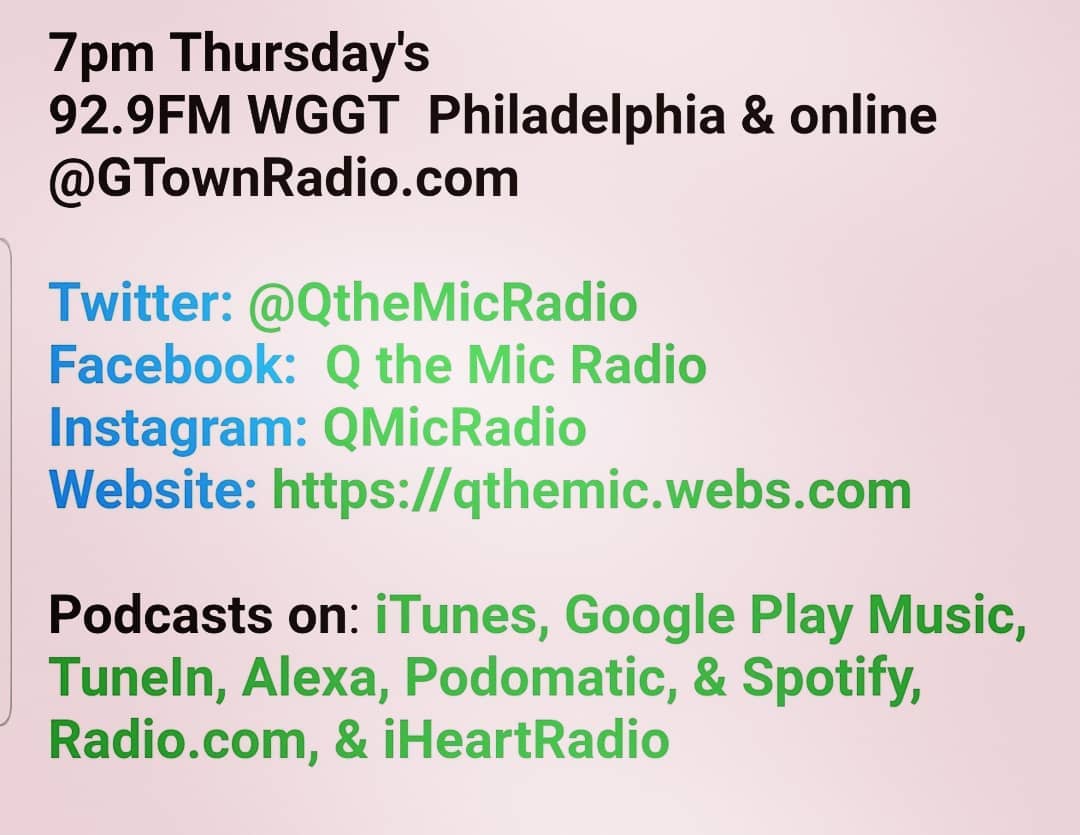 7pm Thursday's
92.9FM WGGT  Philadelphia & online
@GTownRadio.com
Twitter: @QtheMicRadio
Facebook:  Q the Mic Radio
Instagram: QMicRadio
Website: https://qthemic.webs.com
Podcasts on: iTunes, Google Play Music,
TuneIn, Alexa, Podomatic, & Spotify,
Radio.com, & iHeartRadio